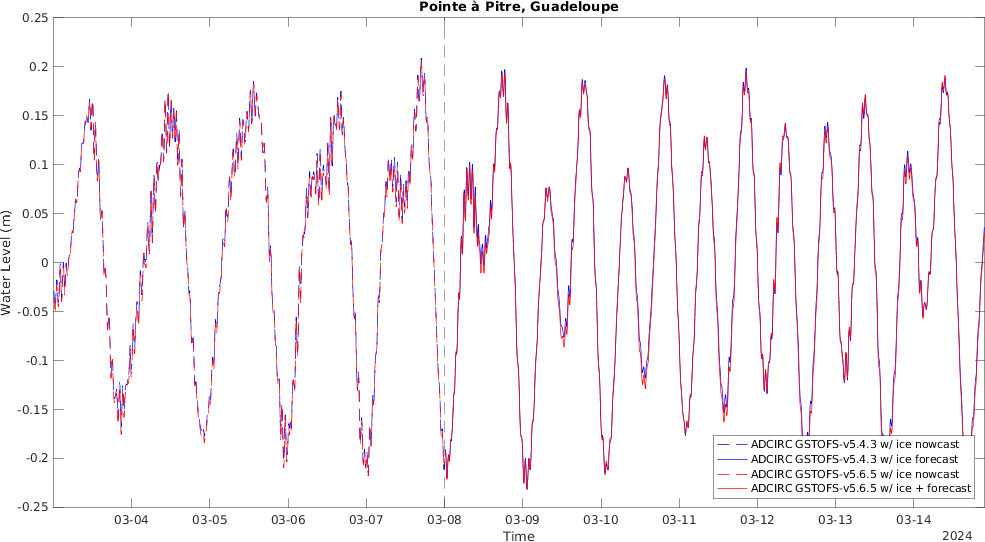 Pointe à Pitre, Guadeloupe
0.25
0.2
0.15
0.1
0.05
0
-0.05
-0.1
-0.15
-0.2
-0.25
Water Level (m)
ADCIRC GSTOFS-v5.4.3 w/ ice nowcast
ADCIRC GSTOFS-v5.4.3 w/ ice forecast
ADCIRC GSTOFS-v5.6.5 w/ ice nowcast
ADCIRC GSTOFS-v5.6.5 w/ ice + forecast
03-04 03-05 03-06 03-07 03-08 03-09 03-10 03-11 03-12 03-13 03-14
Time
2024